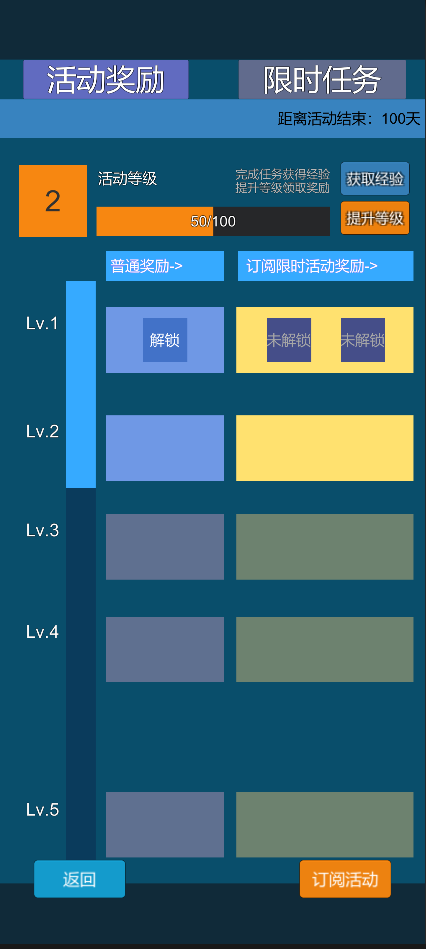 活动奖励
限时任务
距离活动结束：100天
2
活动等级
完成任务获得经验
提升等级领取奖励
获取经验
50/100
提升等级
普通奖励->
订阅限时活动奖励->
Lv.1
解锁
未解锁
未解锁
Lv.2
Lv.3
Lv.4
Lv.5
返回
订阅活动